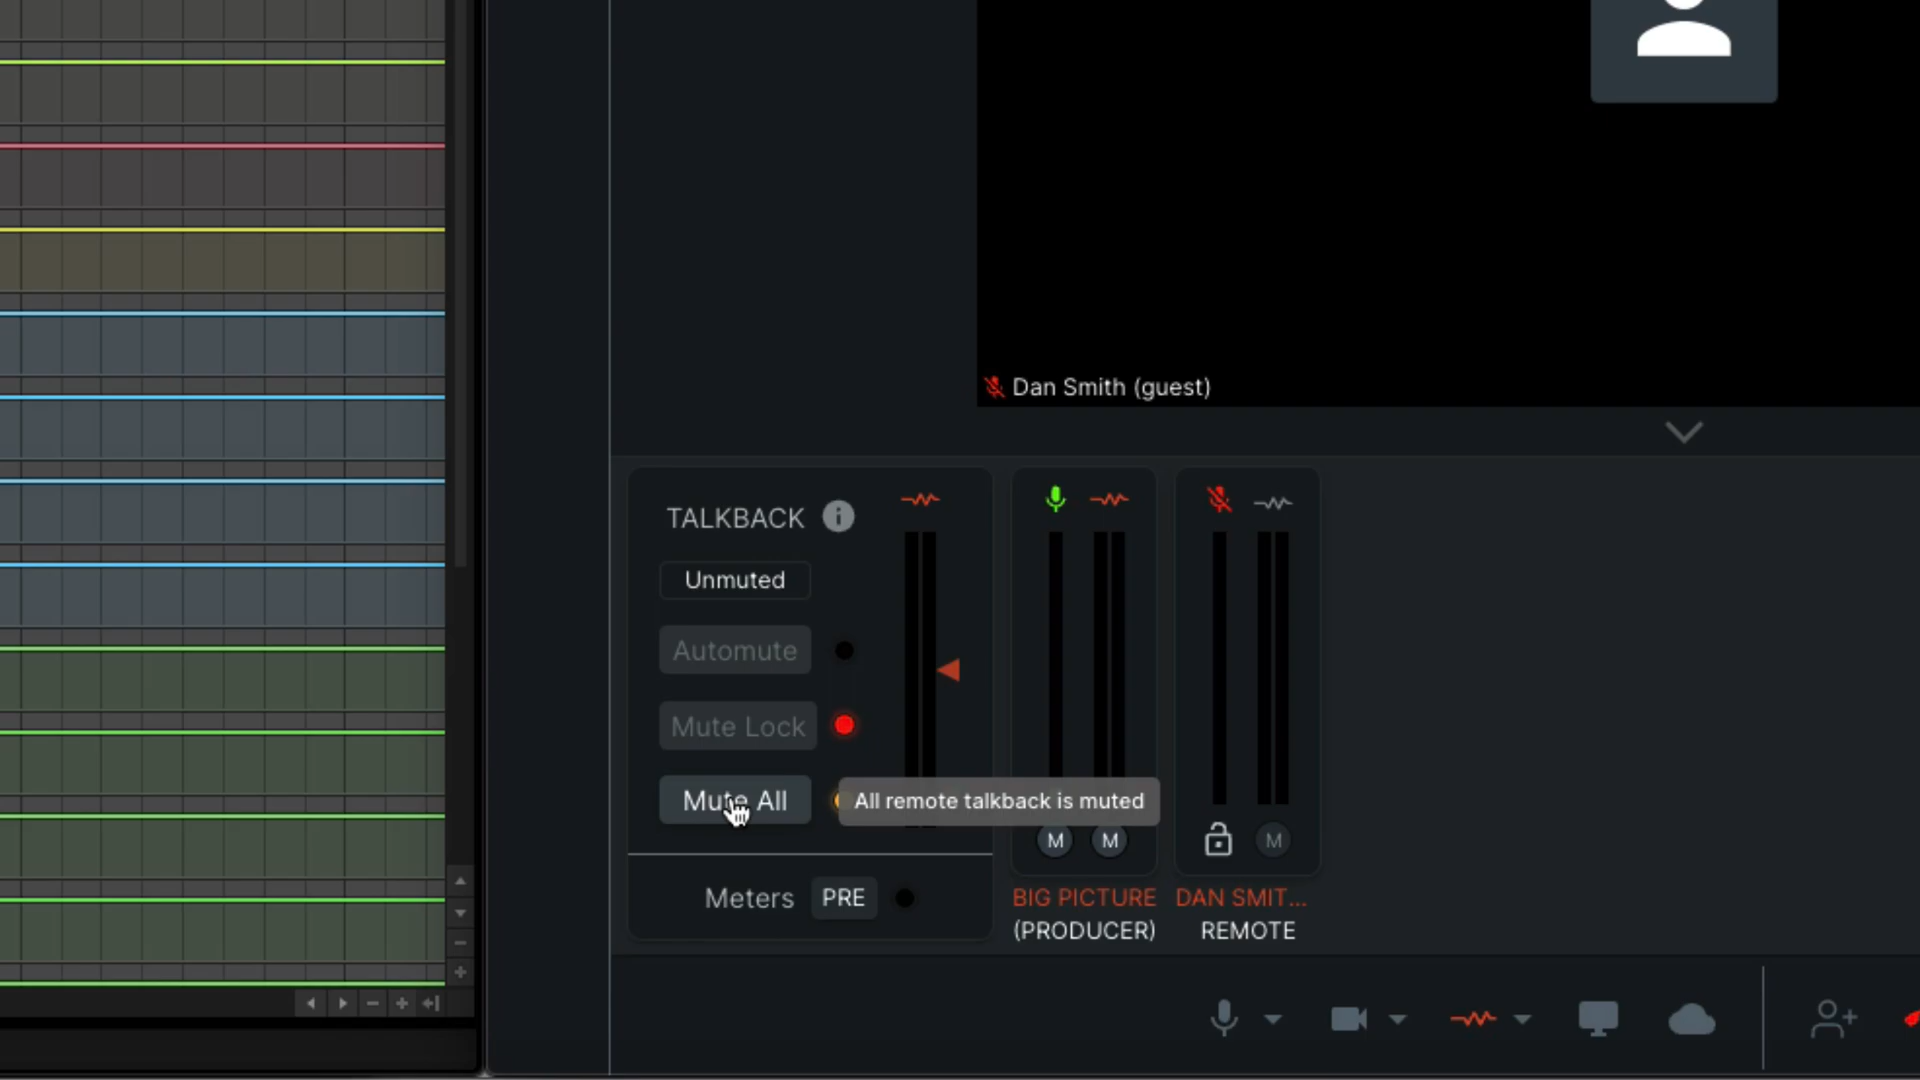 Dan Smith (guest)
TALKBACK
Unmuted
Automute
Mute Lock
Mute All
All remote talkback is muted
M M M
Meters PRE
BIG PICTURE
(PRODUCER)
DAN SMIT...
REMOTE